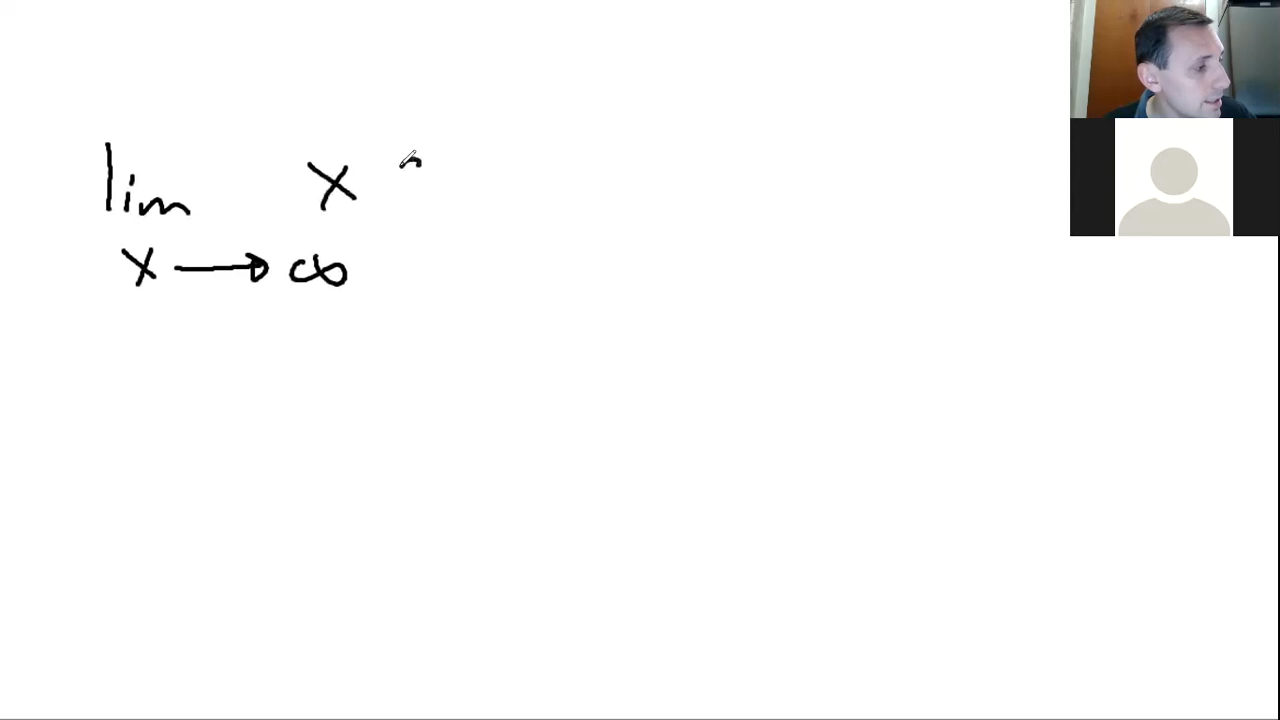 lim x
x → ∞